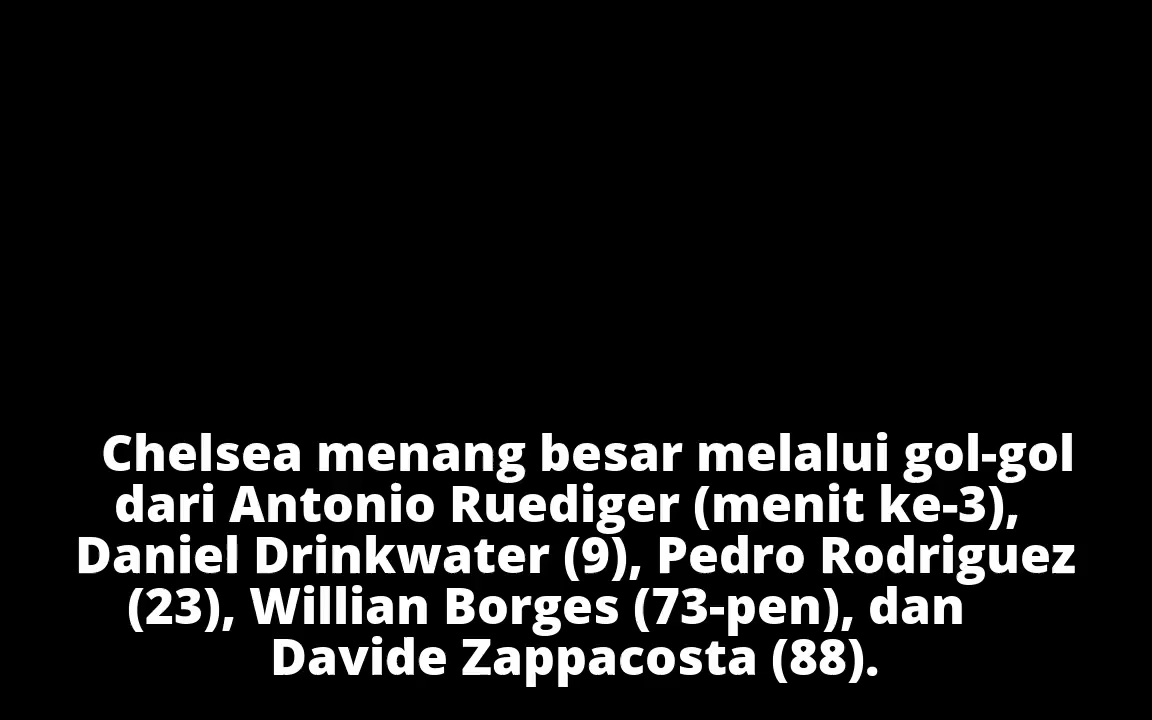 Chelsea menang besar melalui gol-gol
dari Antonio Ruediger (menit ke-3),
Daniel Drinkwater (9), Pedro Rodriguez
(23), Willian Borges (73-pen), dan
Davide Zappacosta (88).